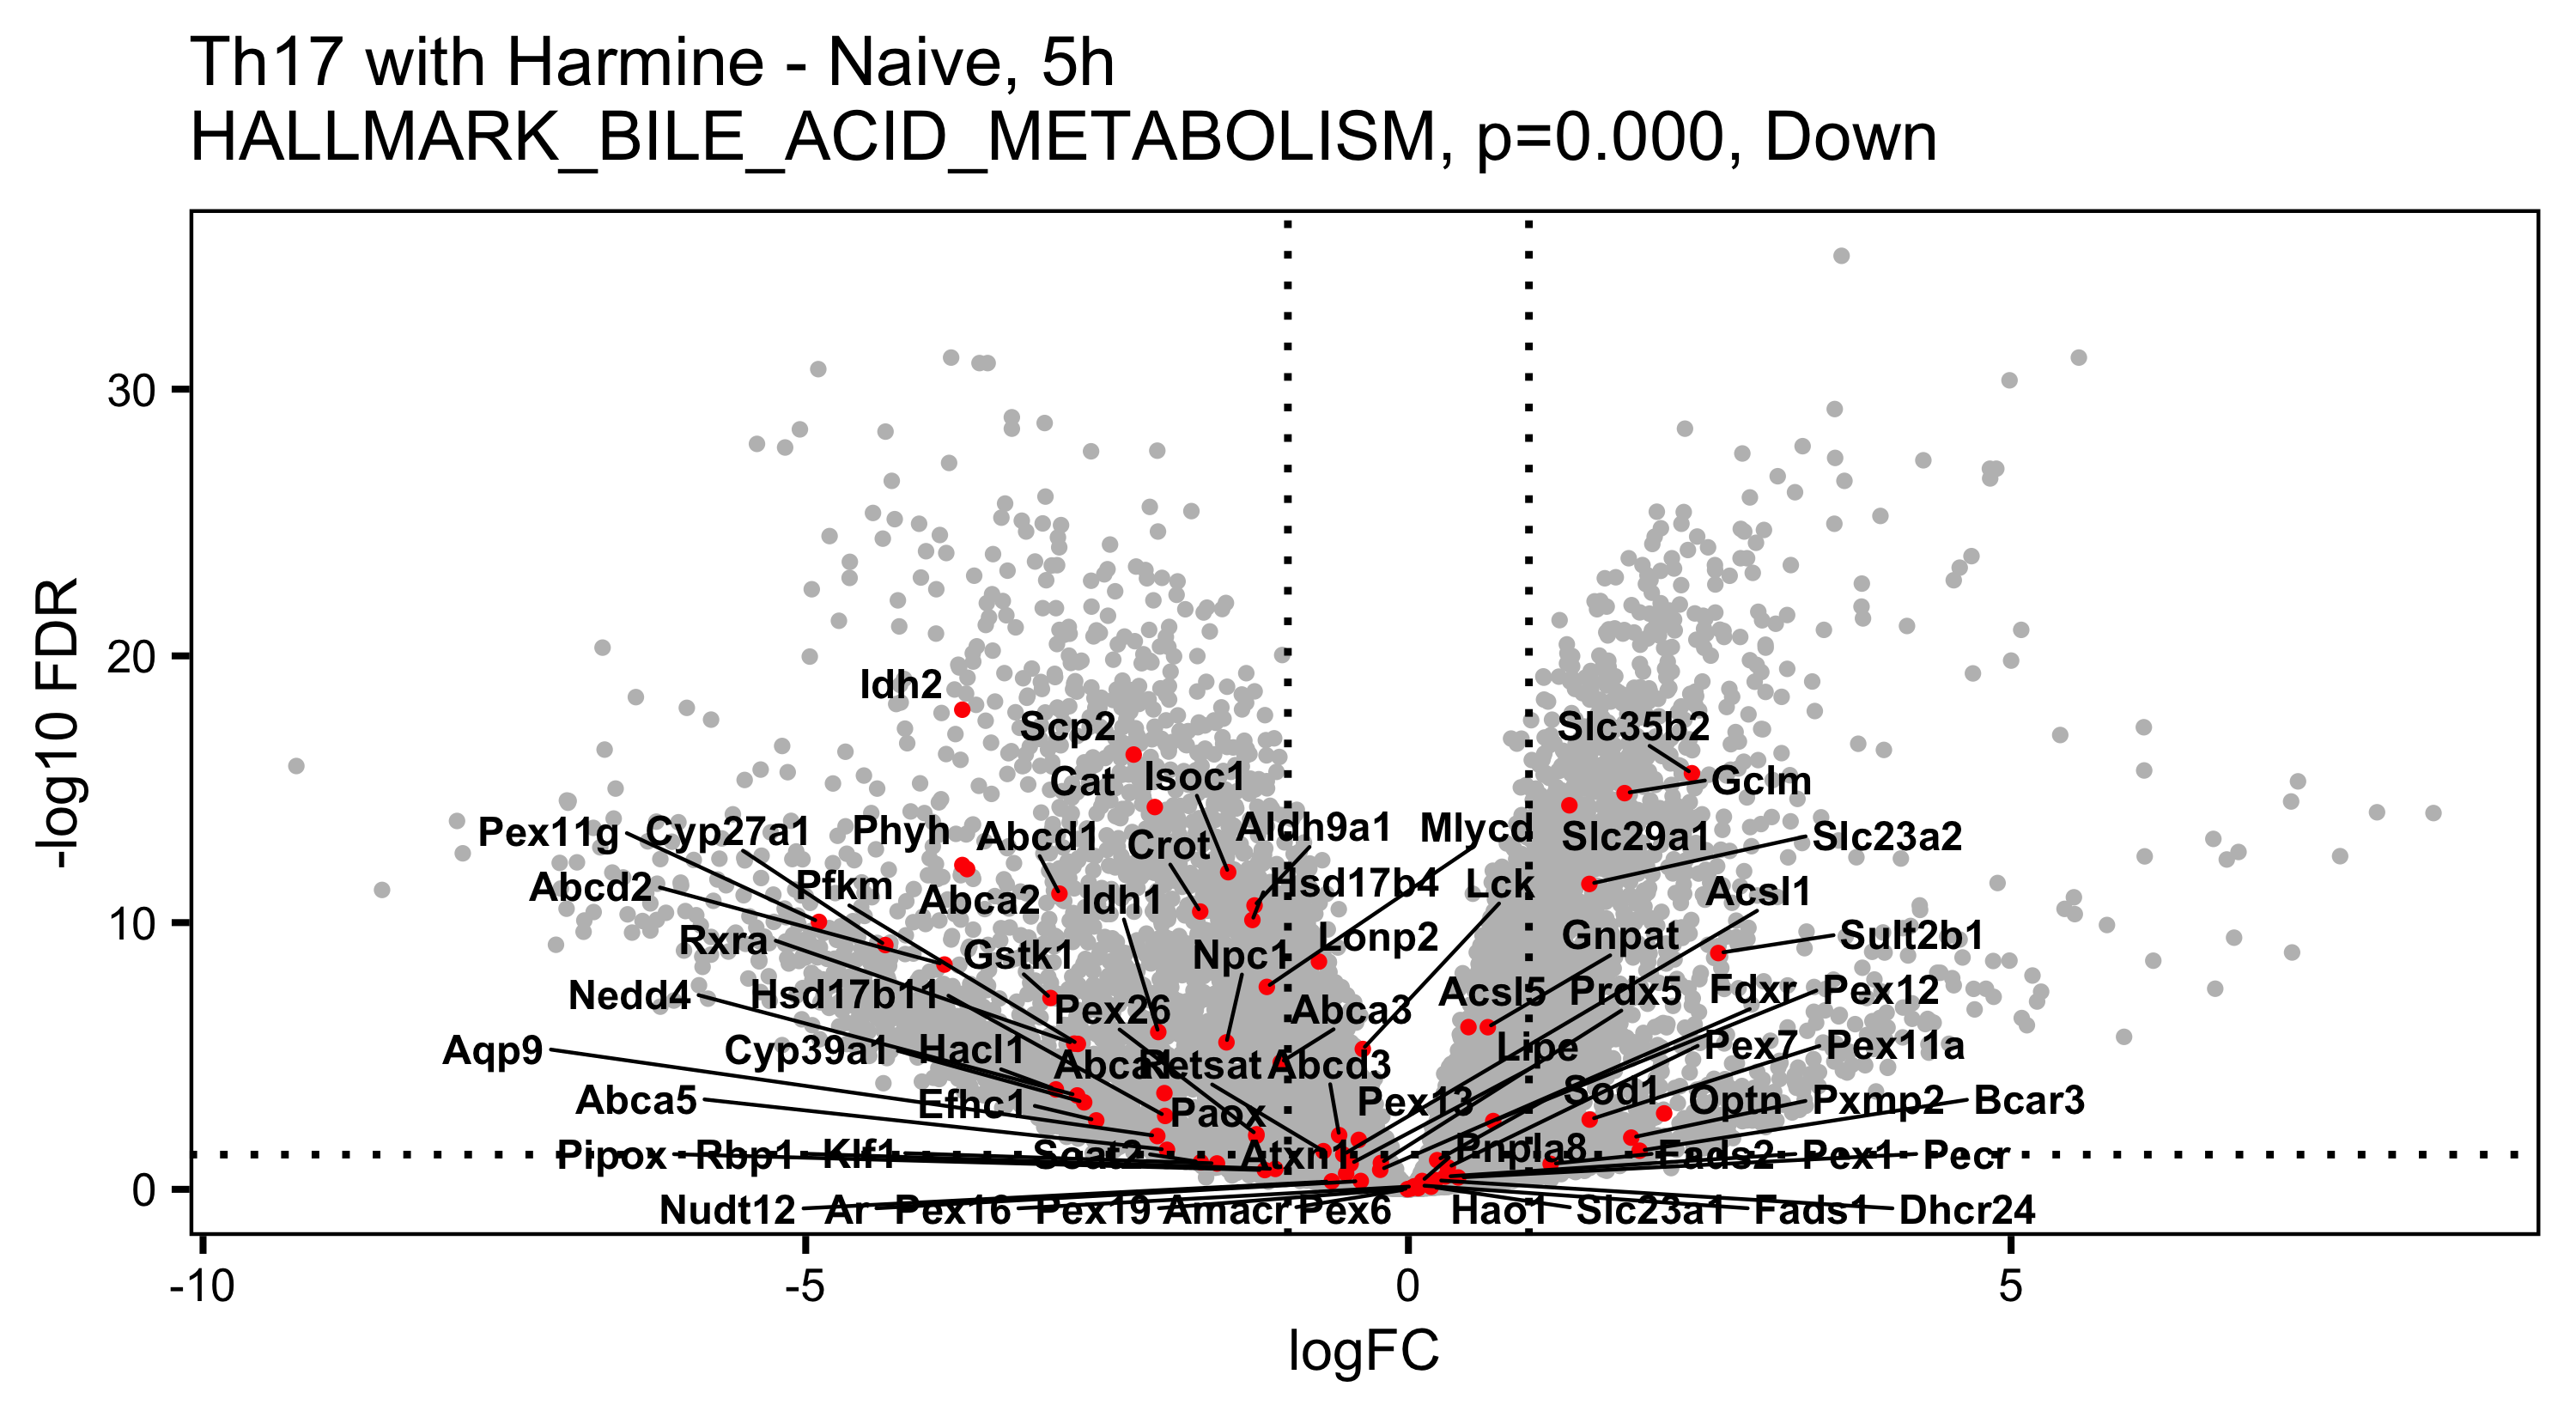 Th17 with Harmine - Naive, 5h
HALLMARK_BILE_ACID_METABOLISM, p=0.000, Down
-log10 FDR
30
20
10
0
Idh2
Scp2
Slc35b2
Cat Isoc1 Gclm
Pex11g Cyp27a1 Phyh Abcd1 Crot Aldh9a1 Mlycd Slc29a1 Slc23a2
Abcd2 Pfkm Abca2 Idh1 Hsd17b4 Lck Acsl1
Rxra Gstk1 Npc1 Lonp2 Gnpat Sult2b1
Nedd4 Hsd17b11 Pex26 Abca3 Acsl5 Prdx5 Fdxr Pex12
Aqp9 Cyp39a1 Hacl1 Retsat Abcd3 Lipe Pex7 Pex11a
Abca5 Efhc1 Paox Pex13 Sod1 Optn Pxmp2 Bcar3
Pipox Rbp1 Klf1 Soat2 Atxn1 Pnpla8 Fads2 Pex1 Pecr
Nudt12 Ar Pex16 Pex19 Amacr Pex6 Hao1 Slc23a1 Fads1 Dhcr24
-10 -5 0 5
logFC